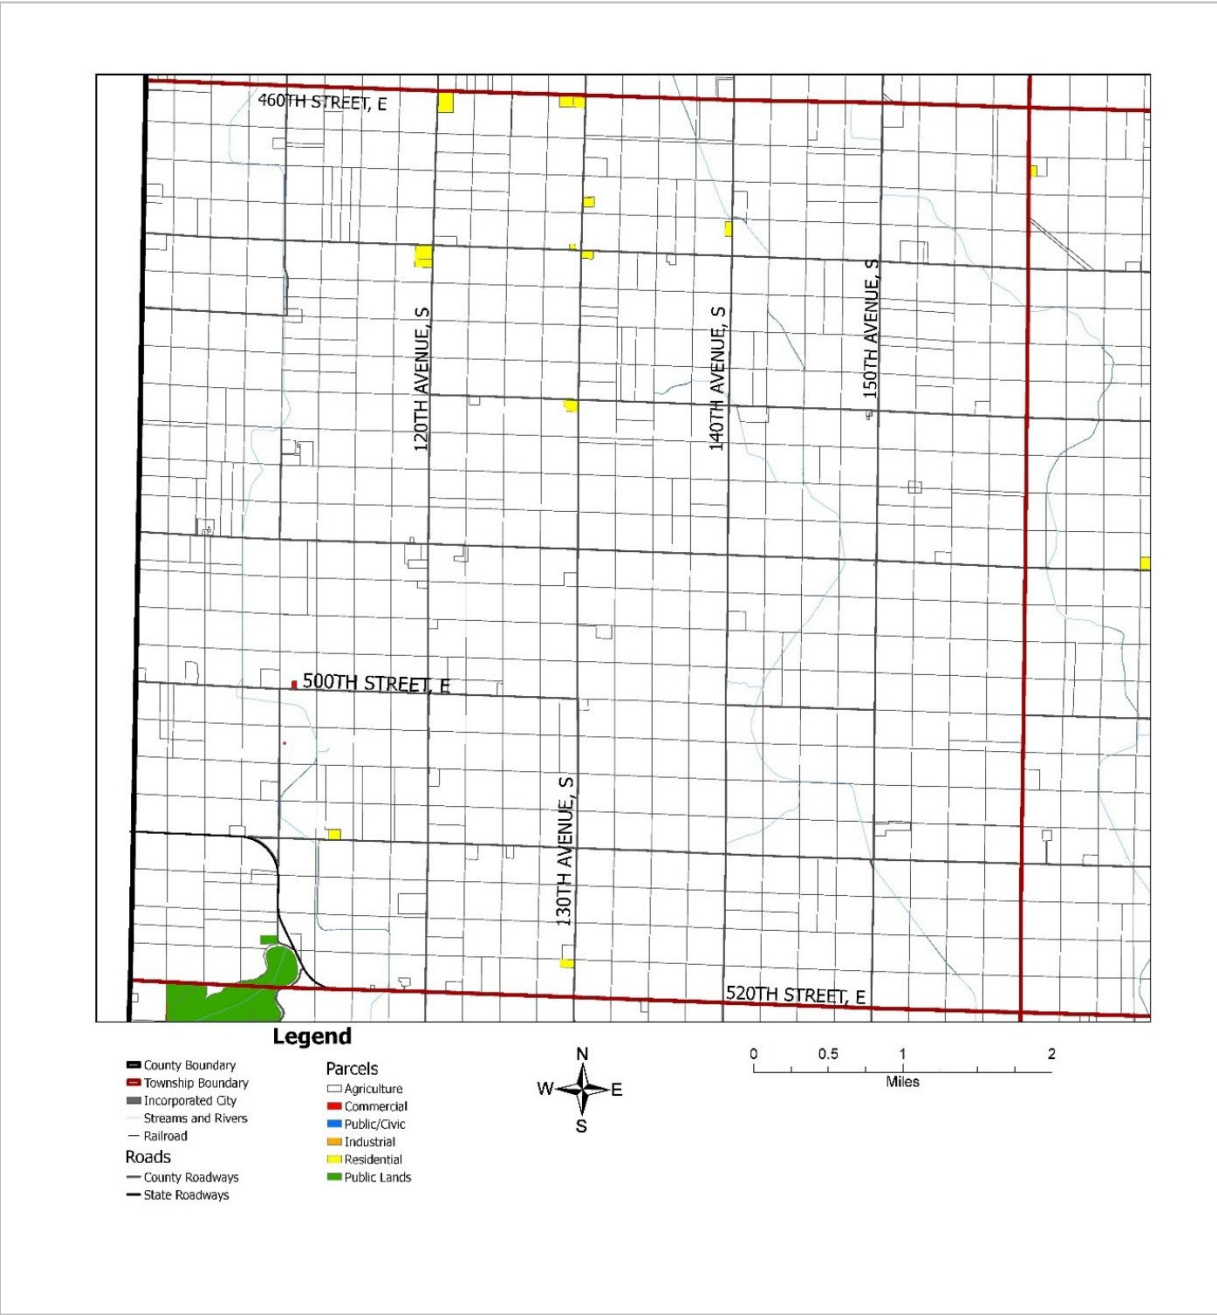 460TH STREET, E
150TH AVENUE, S
120TH AVENUE, S
140TH AVENUE, S
500TH STREET, E
130TH AVENUE, S
520TH STREET, E
Legend
County Boundary
Township Boundary
Incorporated City
Streams and Rivers
Railroad
Roads
County Roadways
State Roadways
Parcels
Agriculture
Commercial
Public/Civic
Industrial
Residential
Public Lands
N
W E
S
0 0.5 1 2
Miles